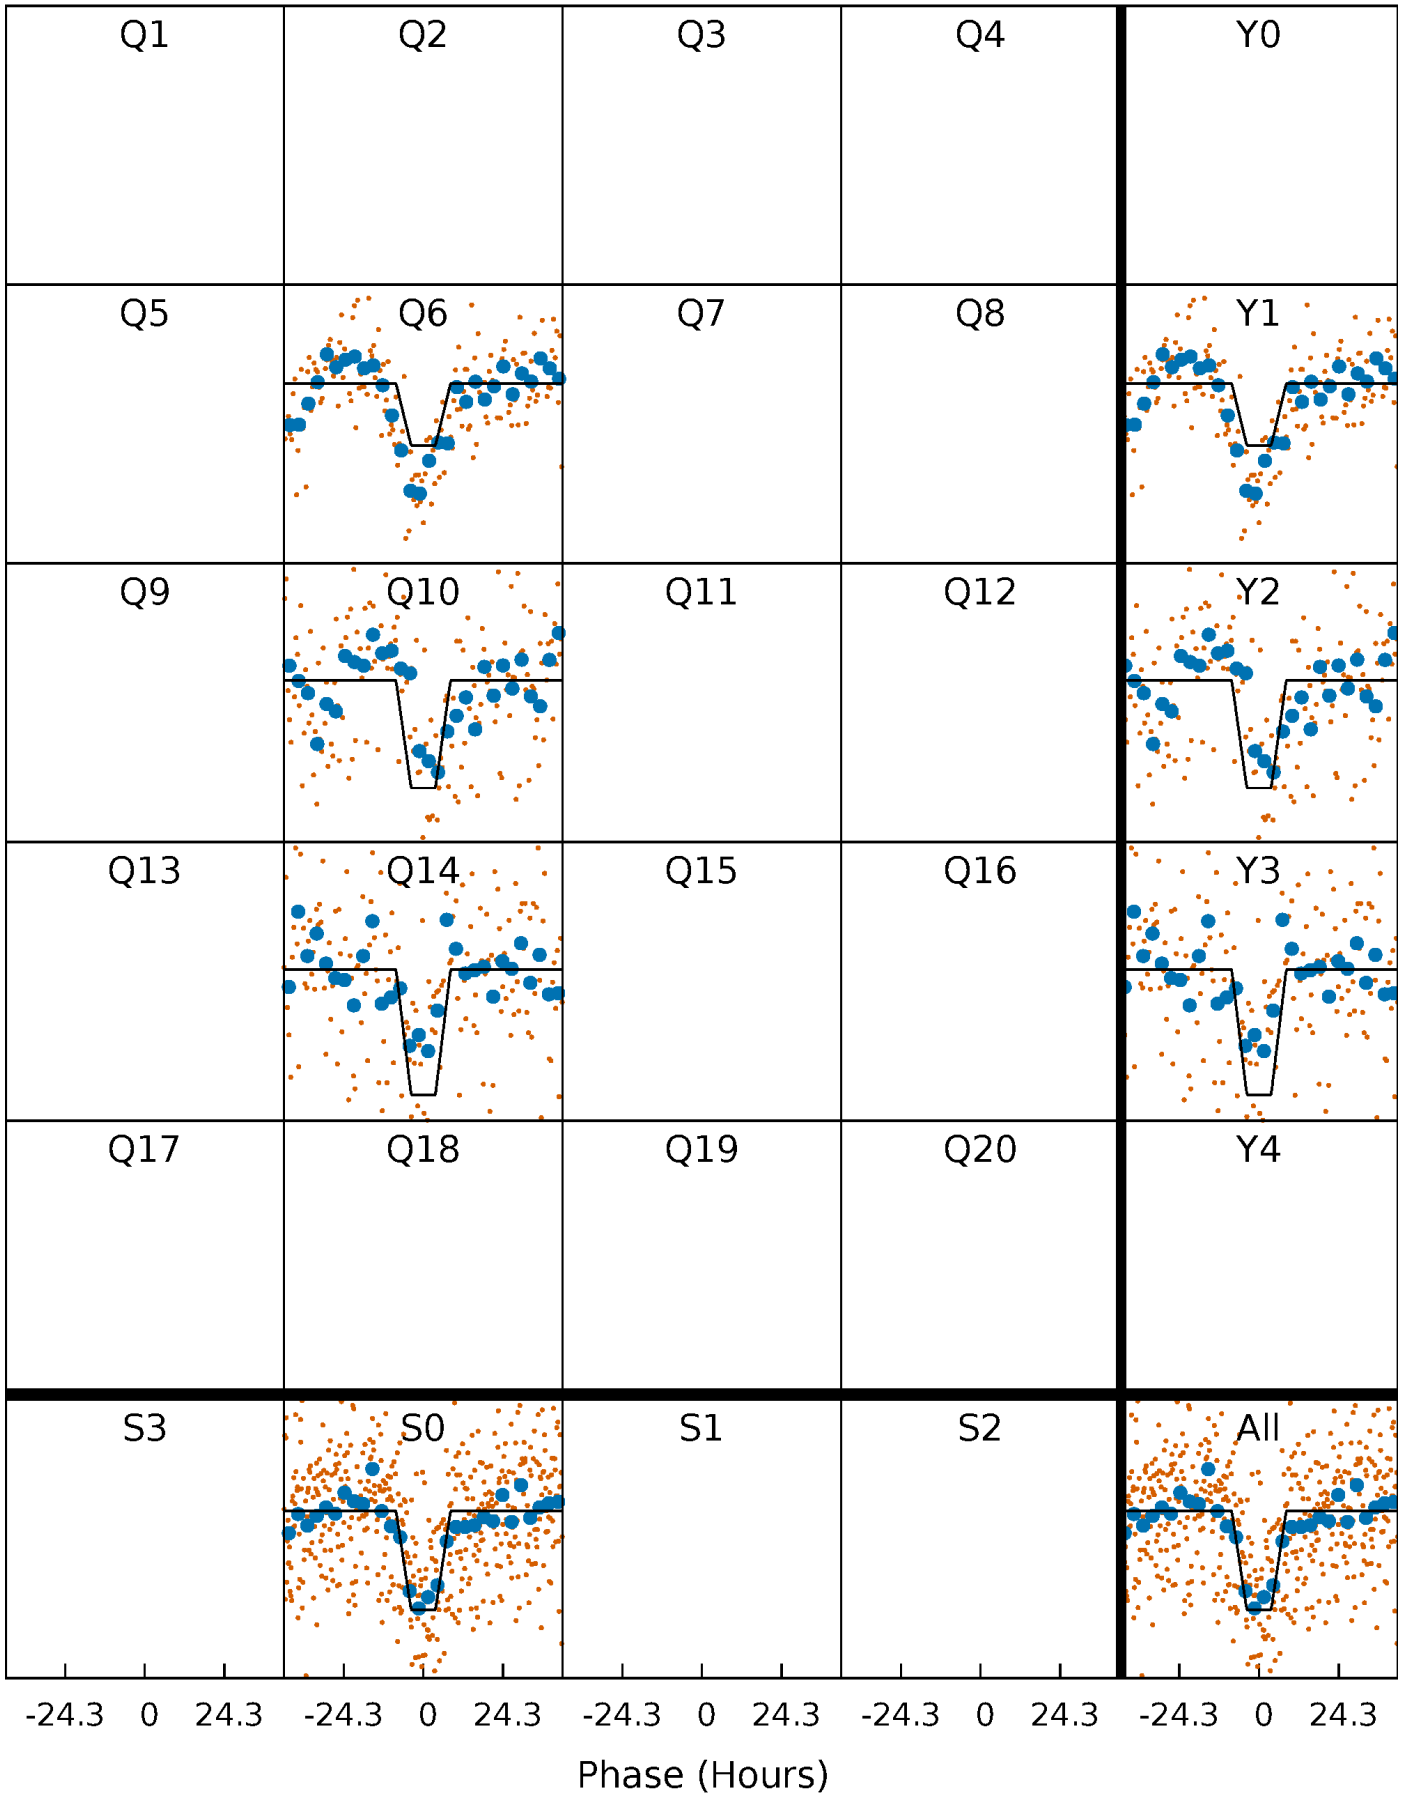 Q1 Q2 Q3 Q4 Y0
Q5 Q6 Q7 Q8 Y1
Q9 Q10 Q11 Q12 Y2
Q13 Q14 Q15 Q16 Y3
Q17 Q18 Q19 Q20 Y4
S3 S0 S1 S2 All
-24.3 0 24.3 -24.3 0 24.3 -24.3 0 24.3 -24.3 0 24.3 -24.3 0 24.3
Phase (Hours)